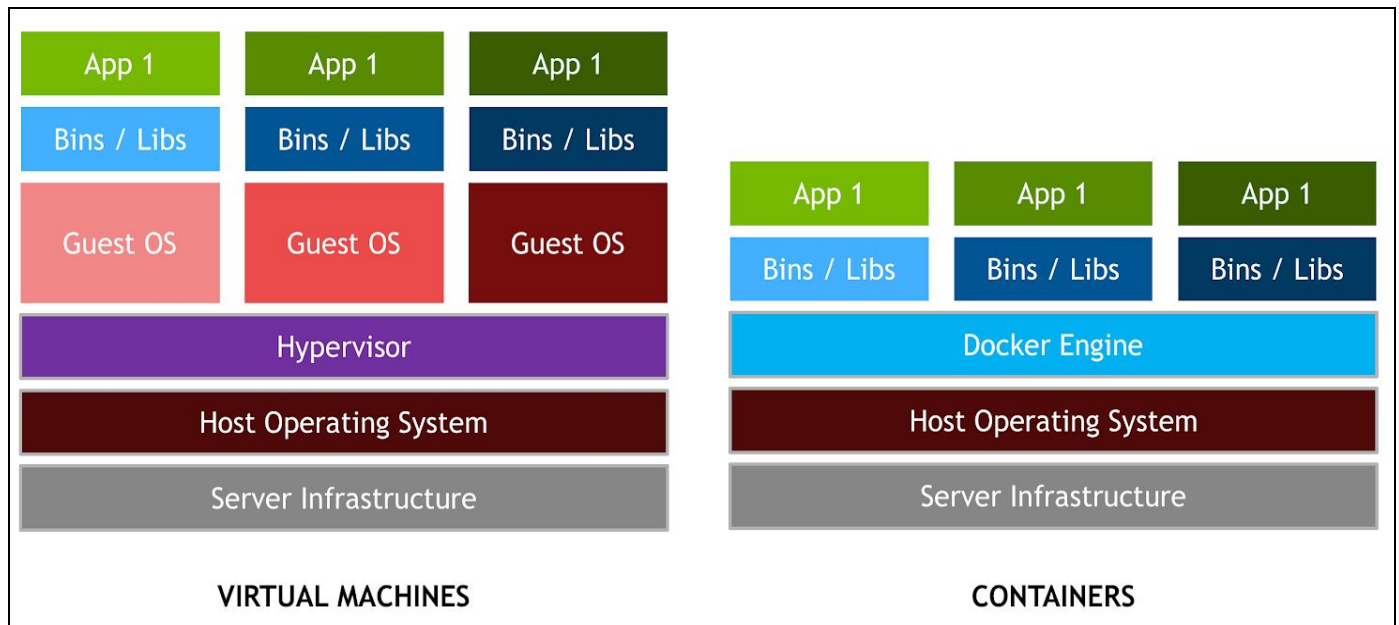 App 1
App 1
App 1
Bins / Libs
Bins / Libs
Bins / Libs
Guest OS
Guest OS
Guest OS
Hypervisor
Host Operating System
Server Infrastructure
VIRTUAL MACHINES
App 1
App 1
App 1
Bins / Libs
Bins / Libs
Bins / Libs
Docker Engine
Host Operating System
Server Infrastructure
CONTAINERS